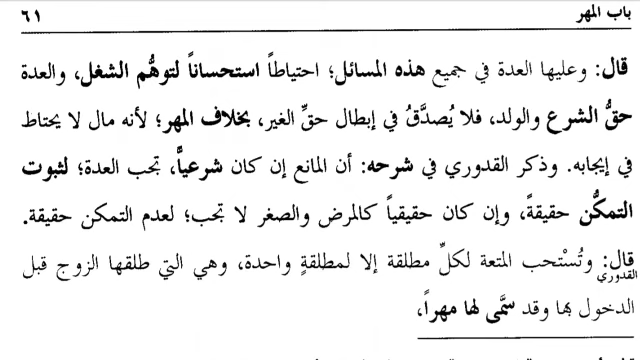 باب المهر ٦١
قال: وعليها العدة في جميع هذه المسائل؛ احتياطاً استحساناً لتوهُّم الشغل، والعدة
حقُّ الشرع والولد، فلا يُصدَّقُ في إبطال حقِّ الغير، بخلاف المهر؛ لأنه مال لا يحتاط
في إيجابه. وذكر القدوري في شرحه: أن المانع إن كان شرعياًّ، تجب العدة؛ لثبوت
التمكُّن حقيقةً، وإن كان حقيقياً كالمرض والصغر لا تجب؛ لعدم التمكن حقيقة.
قال: وتُسْتحب المتعة لكلِّ مطلقة إلا لمطلقةٍ واحدة، وهي التي طلقها الزوج قبل
القدوري
الدخول بها وقد سمَّى لها مهراً،